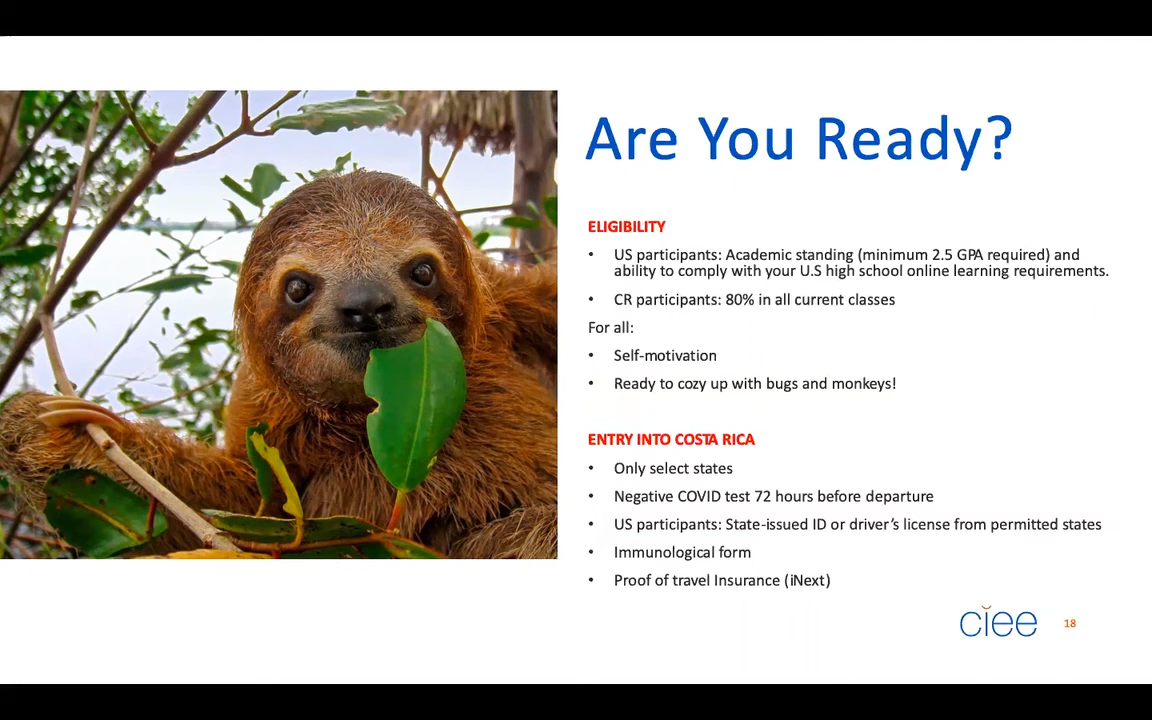 Are You Ready?
ELIGIBILITY
• US participants: Academic standing (minimum 2.5 GPA required) and
ability to comply with your U.S high school online learning requirements.
• CR participants: 80% in all current classes
For all:
• Self-motivation
• Ready to cozy up with bugs and monkeys!
ENTRY INTO COSTA RICA
• Only select states
• Negative COVID test 72 hours before departure
• US participants: State-issued ID or driver’s license from permitted states
• Immunological form
• Proof of travel Insurance (iNext)
ciee 18